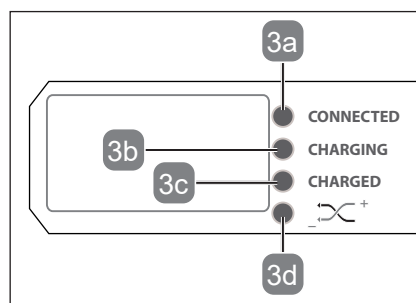 3a
CONNECTED
3b
CHARGING
3c
CHARGED
+
−
3d